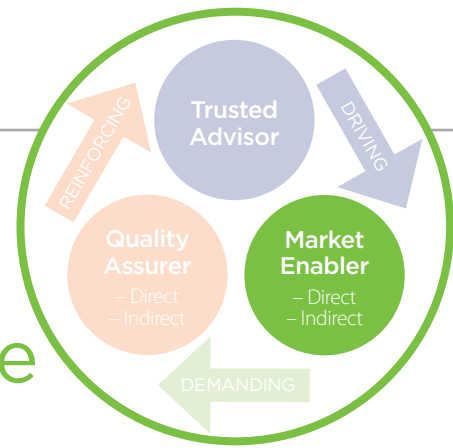 Trusted
Advisor
DRIVING
REINFORCING
Quality
Assurer
– Direct
– Indirect
Market
Enabler
– Direct
– Indirect
DEMANDING
e